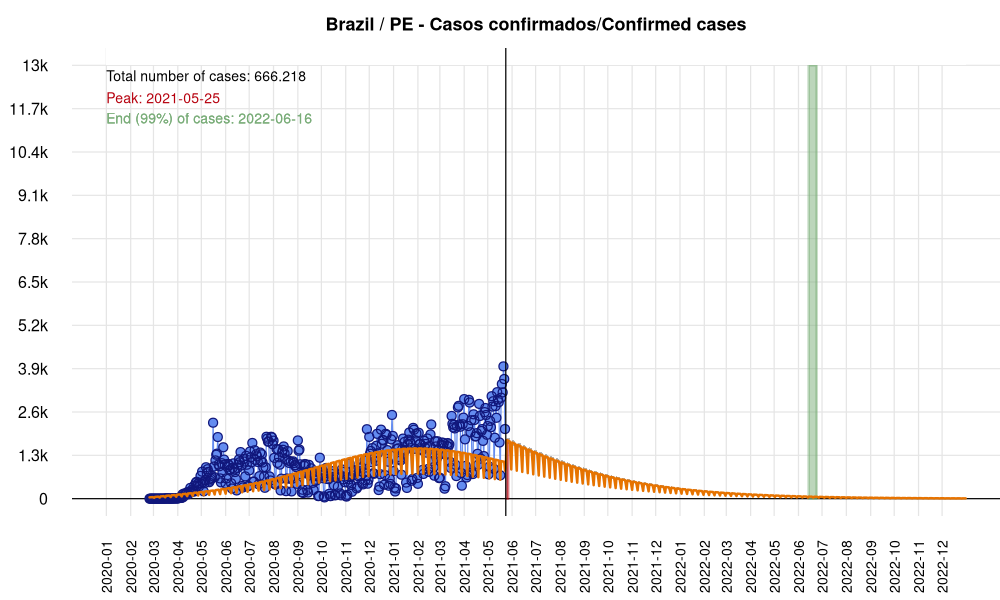 Brazil / PE - Casos confirmados/Confirmed cases
Total number of cases: 666.218
Peak: 2021-05-25
End (99%) of cases: 2022-06-16
13k
11.7k
10.4k
9.1k
7.8k
6.5k
5.2k
3.9k
2.6k
1.3k
0
2020-01
2020-02
2020-03
2020-04
2020-05
2020-06
2020-07
2020-08
2020-09
2020-10
2020-11
2020-12
2021-01
2021-02
2021-03
2021-04
2021-05
2021-06
2021-07
2021-08
2021-09
2021-10
2021-11
2021-12
2022-01
2022-02
2022-03
2022-04
2022-05
2022-06
2022-07
2022-08
2022-09
2022-10
2022-11
2022-12